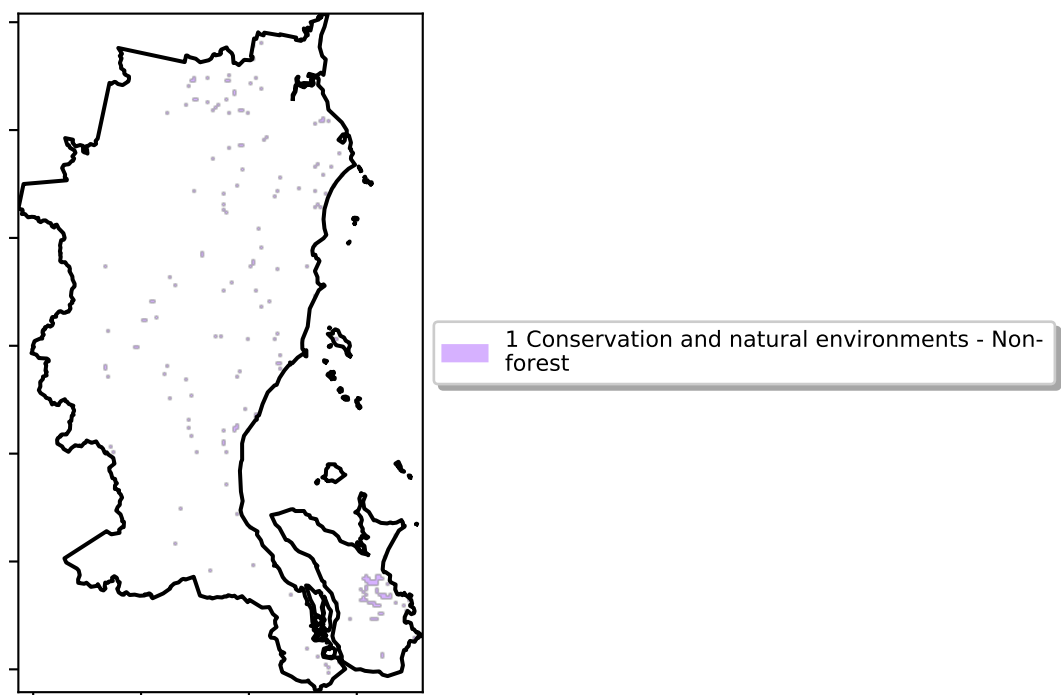 1 Conservation and natural environments - Non-
forest